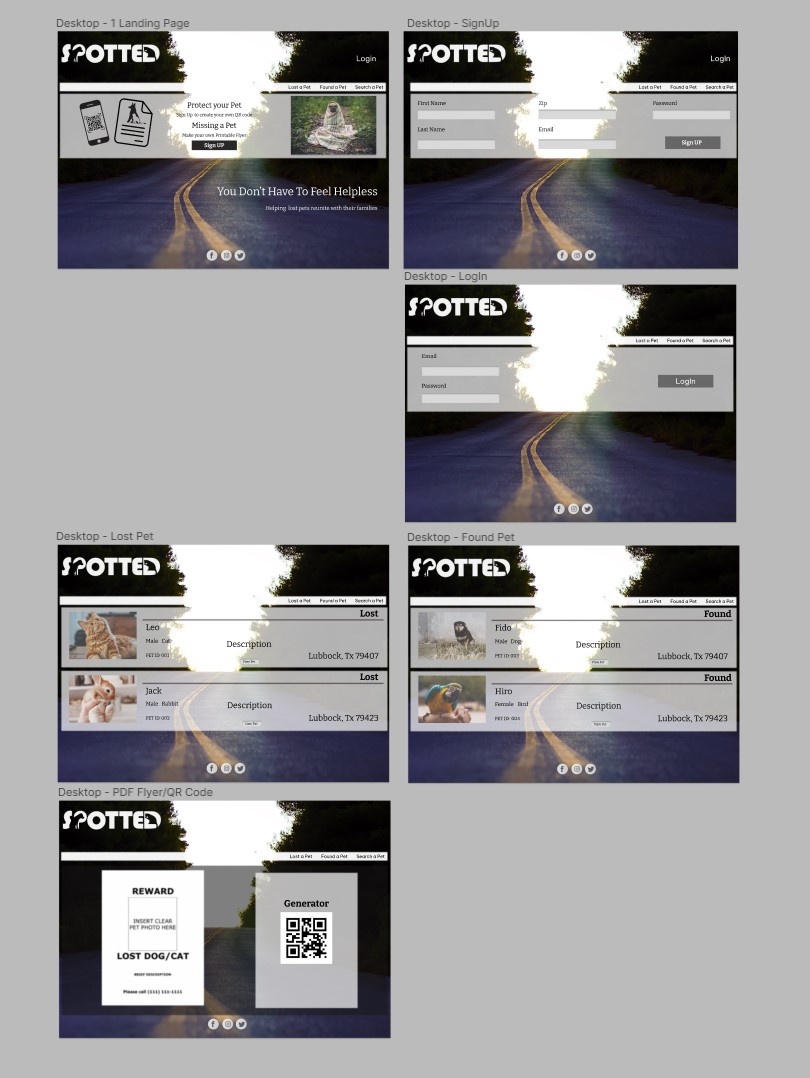 Desktop - 1 Landing Page
SPOTTED
Login
Lost a Pet Found a Pet Search a Pet
Protect your Pet
Sign Up to create your own QR code
Missing a Pet
Make your own Printable Flyer
Sign UP
You Don't Have To Feel Helpless
Helping lost pets reunite with their families
Desktop - SignUp
SPOTTED
LogIn
Lost a Pet Found a Pet Search a Pet
First Name
Zip
Password
Last Name
Email
Sign UP
Desktop - LogIn
SPOTTED
Lost a Pet Found a Pet Search a Pet
Email
Password
LogIn
Desktop - Lost Pet
SPOTTED
Lost a Pet Found a Pet Search a Pet
Lost
Leo
Male Cat
Description
PET ID 001
Lubbock, Tx 79407
View Pet
Lost
Jack
Male Rabbit
Description
PET ID 002
Lubbock, Tx 79423
View Pet
Desktop - Found Pet
SPOTTED
Lost a Pet Found a Pet Search a Pet
Found
Fido
Male Dog
Description
PET ID 003
Lubbock, Tx 79407
View Pet
Found
Hiro
Female Bird
Description
PET ID 004
Lubbock, Tx 79423
View Pet
Desktop - PDF Flyer/QR Code
SPOTTED
Lost a Pet Found a Pet Search a Pet
REWARD
INSERT CLEAR
PET PHOTO HERE
LOST DOG/CAT
BRIEF DESCRIPTION
Please call (111) 111-1111
Generator